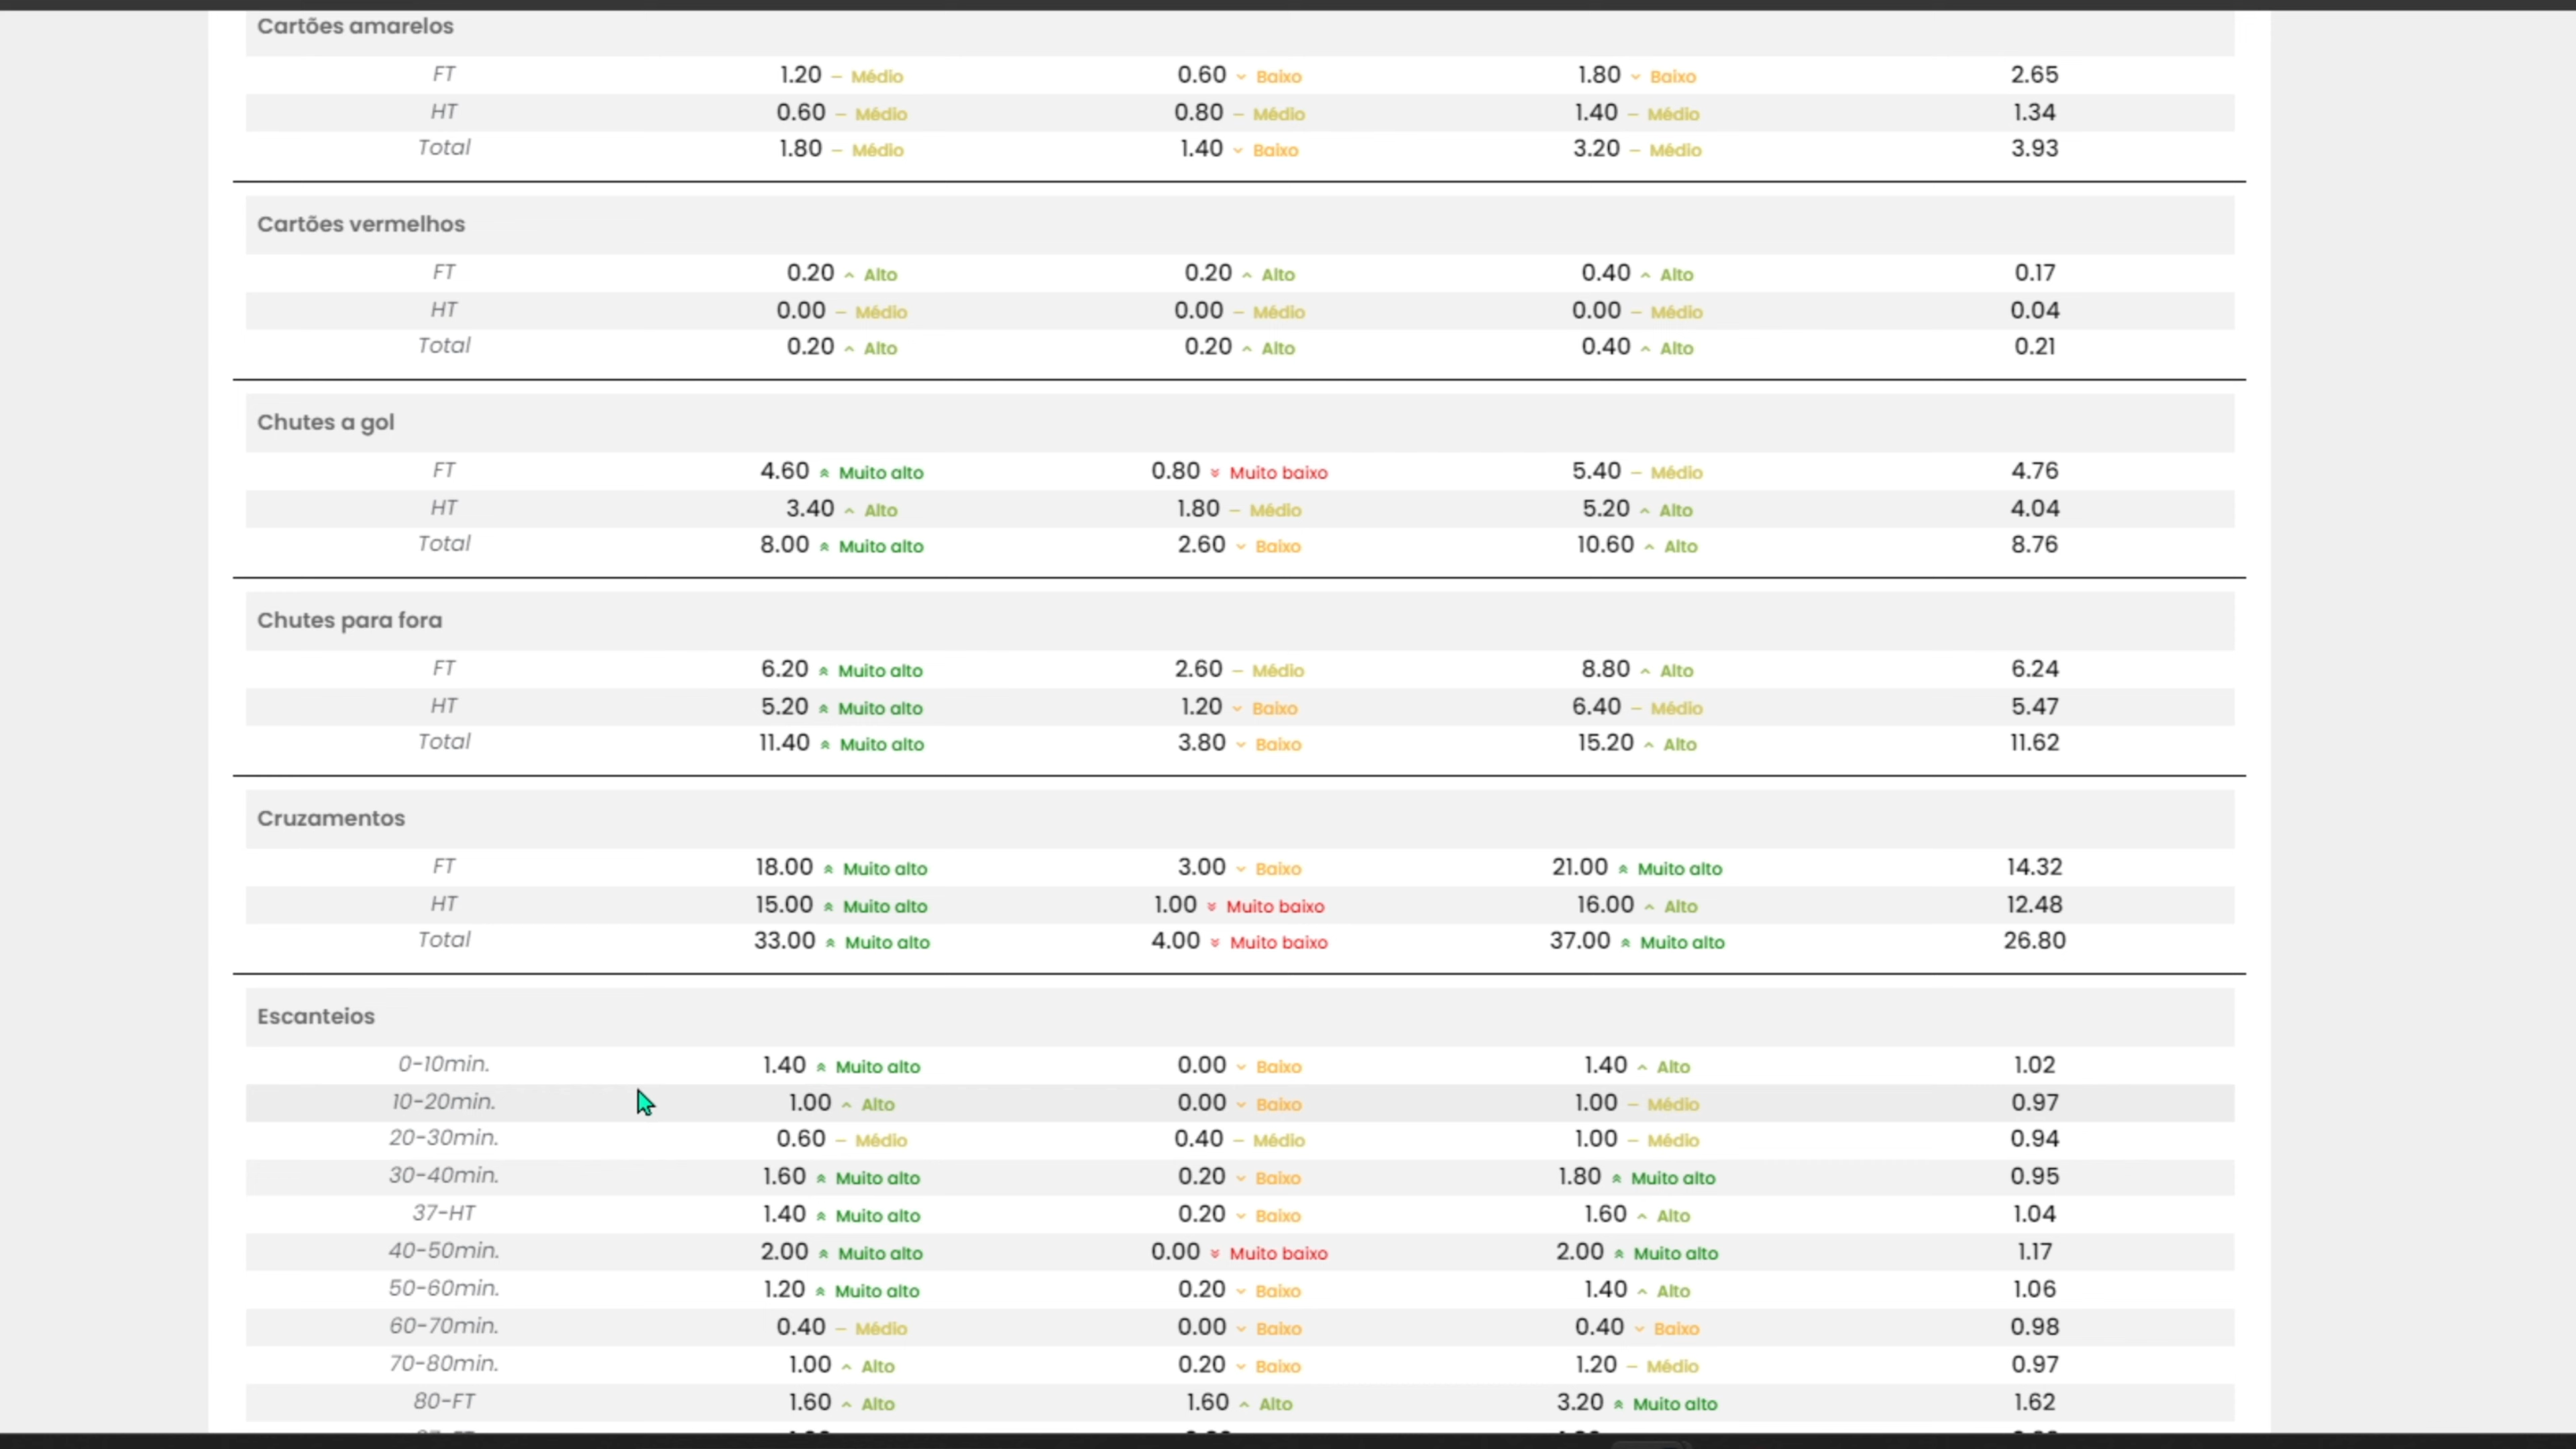 Cartões amarelos
FT 1.20 – Médio 0.60 Baixo 1.80 Baixo 2.65
HT 0.60 – Médio 0.80 – Médio 1.40 – Médio 1.34
Total 1.80 – Médio 1.40 Baixo 3.20 – Médio 3.93
Cartões vermelhos
FT 0.20 Alto 0.20 Alto 0.40 Alto 0.17
HT 0.00 – Médio 0.00 – Médio 0.00 – Médio 0.04
Total 0.20 Alto 0.20 Alto 0.40 Alto 0.21
Chutes a gol
FT 4.60 Muito alto 0.80 Muito baixo 5.40 – Médio 4.76
HT 3.40 Alto 1.80 – Médio 5.20 Alto 4.04
Total 8.00 Muito alto 2.60 Baixo 10.60 Alto 8.76
Chutes para fora
FT 6.20 Muito alto 2.60 – Médio 8.80 Alto 6.24
HT 5.20 Muito alto 1.20 Baixo 6.40 – Médio 5.47
Total 11.40 Muito alto 3.80 Baixo 15.20 Alto 11.62
Cruzamentos
FT 18.00 Muito alto 3.00 Baixo 21.00 Muito alto 14.32
HT 15.00 Muito alto 1.00 Muito baixo 16.00 Alto 12.48
Total 33.00 Muito alto 4.00 Muito baixo 37.00 Muito alto 26.80
Escanteios
0-10min. 1.40 Muito alto 0.00 Baixo 1.40 Alto 1.02
10-20min. 1.00 Alto 0.00 Baixo 1.00 – Médio 0.97
20-30min. 0.60 – Médio 0.40 – Médio 1.00 – Médio 0.94
30-40min. 1.60 Muito alto 0.20 Baixo 1.80 Muito alto 0.95
37-HT 1.40 Muito alto 0.20 Baixo 1.60 Alto 1.04
40-50min. 2.00 Muito alto 0.00 Muito baixo 2.00 Muito alto 1.17
50-60min. 1.20 Muito alto 0.20 Baixo 1.40 Alto 1.06
60-70min. 0.40 – Médio 0.00 Baixo 0.40 Baixo 0.98
70-80min. 1.00 Alto 0.20 Baixo 1.20 – Médio 0.97
80-FT 1.60 Alto 1.60 Alto 3.20 Muito alto 1.62